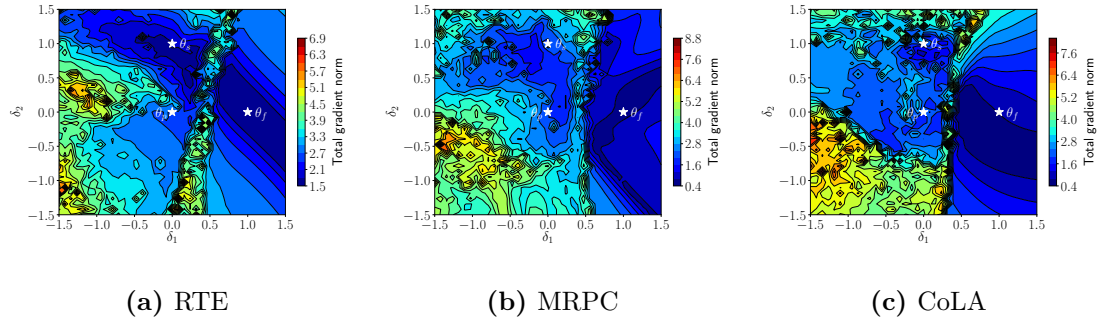 1.5
1.0
0.5
0.0
−0.5
−1.0
−1.5
δ₂
−1.5 −1.0 −0.5 0.0 0.5 1.0 1.5
δ₁
θₛ
θₚ
θ_f
6.9
6.3
5.7
5.1
4.5
3.9
3.3
2.7
2.1
1.5
Total gradient norm
(a) RTE
1.5
1.0
0.5
0.0
−0.5
−1.0
−1.5
δ₂
−1.5 −1.0 −0.5 0.0 0.5 1.0 1.5
δ₁
θₛ
θₚ
θ_f
8.8
7.6
6.4
5.2
4.0
2.8
1.6
0.4
Total gradient norm
(b) MRPC
1.5
1.0
0.5
0.0
−0.5
−1.0
−1.5
δ₂
−1.5 −1.0 −0.5 0.0 0.5 1.0 1.5
δ₁
θₛ
θₚ
θ_f
7.6
6.4
5.2
4.0
2.8
1.6
0.4
Total gradient norm
(c) CoLA